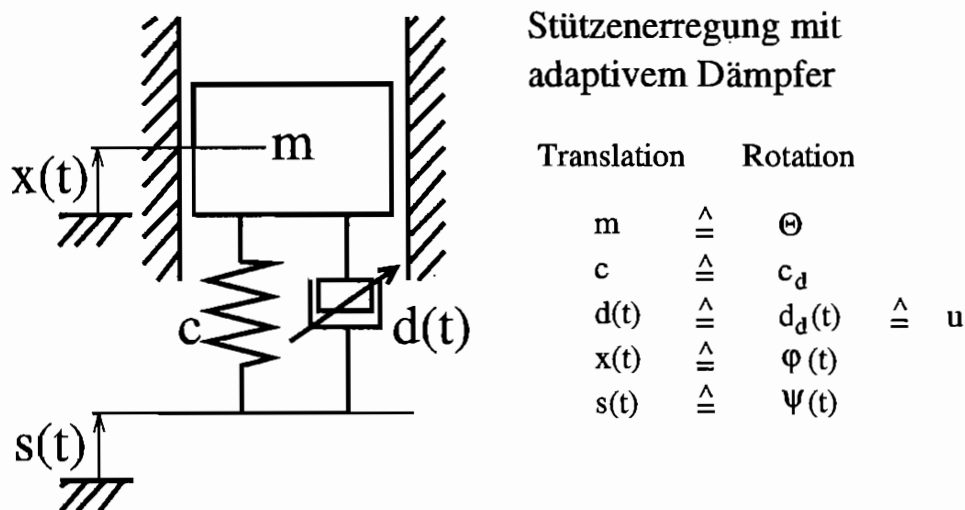 Stützenerregung mit
adaptivem Dämpfer
Translation Rotation
m ≙ Θ
c ≙ c_d
d(t) ≙ d_d(t) ≙ u
x(t) ≙ φ(t)
s(t) ≙ Ψ(t)
m
x(t)
c
d(t)
s(t)